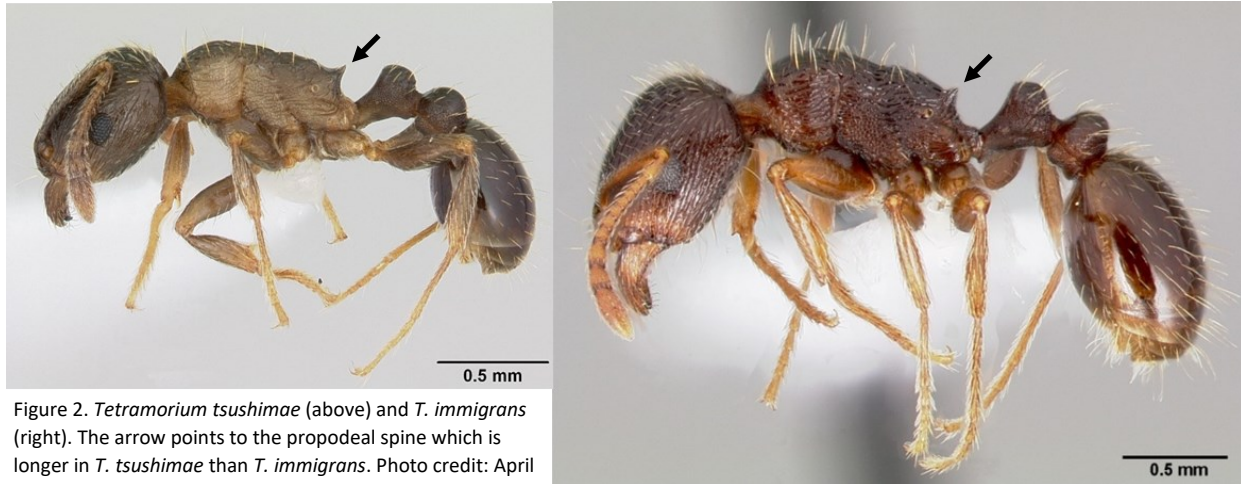 0.5 mm
Figure 2. Tetramorium tsushimae (above) and T. immigrans
(right). The arrow points to the propodeal spine which is
longer in T. tsushimae than T. immigrans. Photo credit: April
0.5 mm